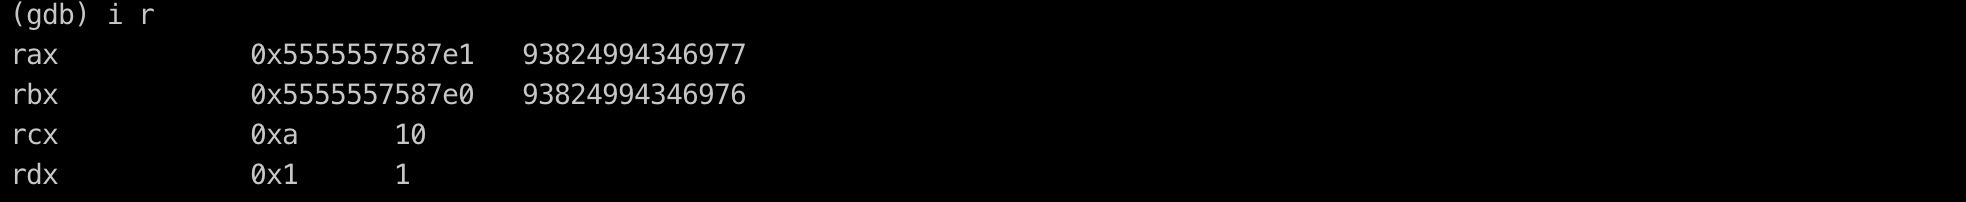 (gdb) i r
rax            0x5555557587e1   93824994346977
rbx            0x5555557587e0   93824994346976
rcx            0xa      10
rdx            0x1      1